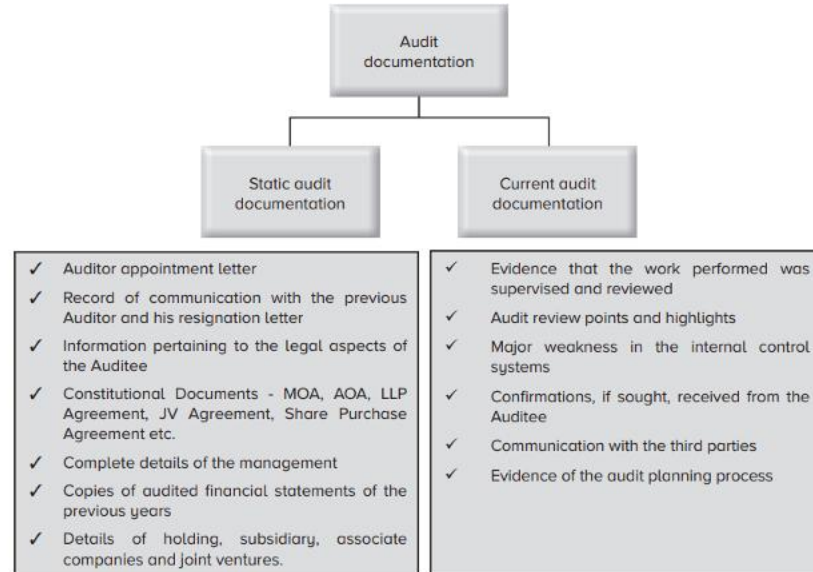 Audit
documentation
Static audit
documentation
Current audit
documentation
✓ Auditor appointment letter
✓ Record of communication with the previous
Auditor and his resignation letter
✓ Information pertaining to the legal aspects of
the Auditee
✓ Constitutional Documents - MOA, AOA, LLP
Agreement, JV Agreement, Share Purchase
Agreement etc.
✓ Complete details of the management
✓ Copies of audited financial statements of the
previous years
✓ Details of holding, subsidiary, associate
companies and joint ventures.
✓ Evidence that the work performed was
supervised and reviewed
✓ Audit review points and highlights
✓ Major weakness in the internal control
systems
✓ Confirmations, if sought, received from the
Auditee
✓ Communication with the third parties
✓ Evidence of the audit planning process